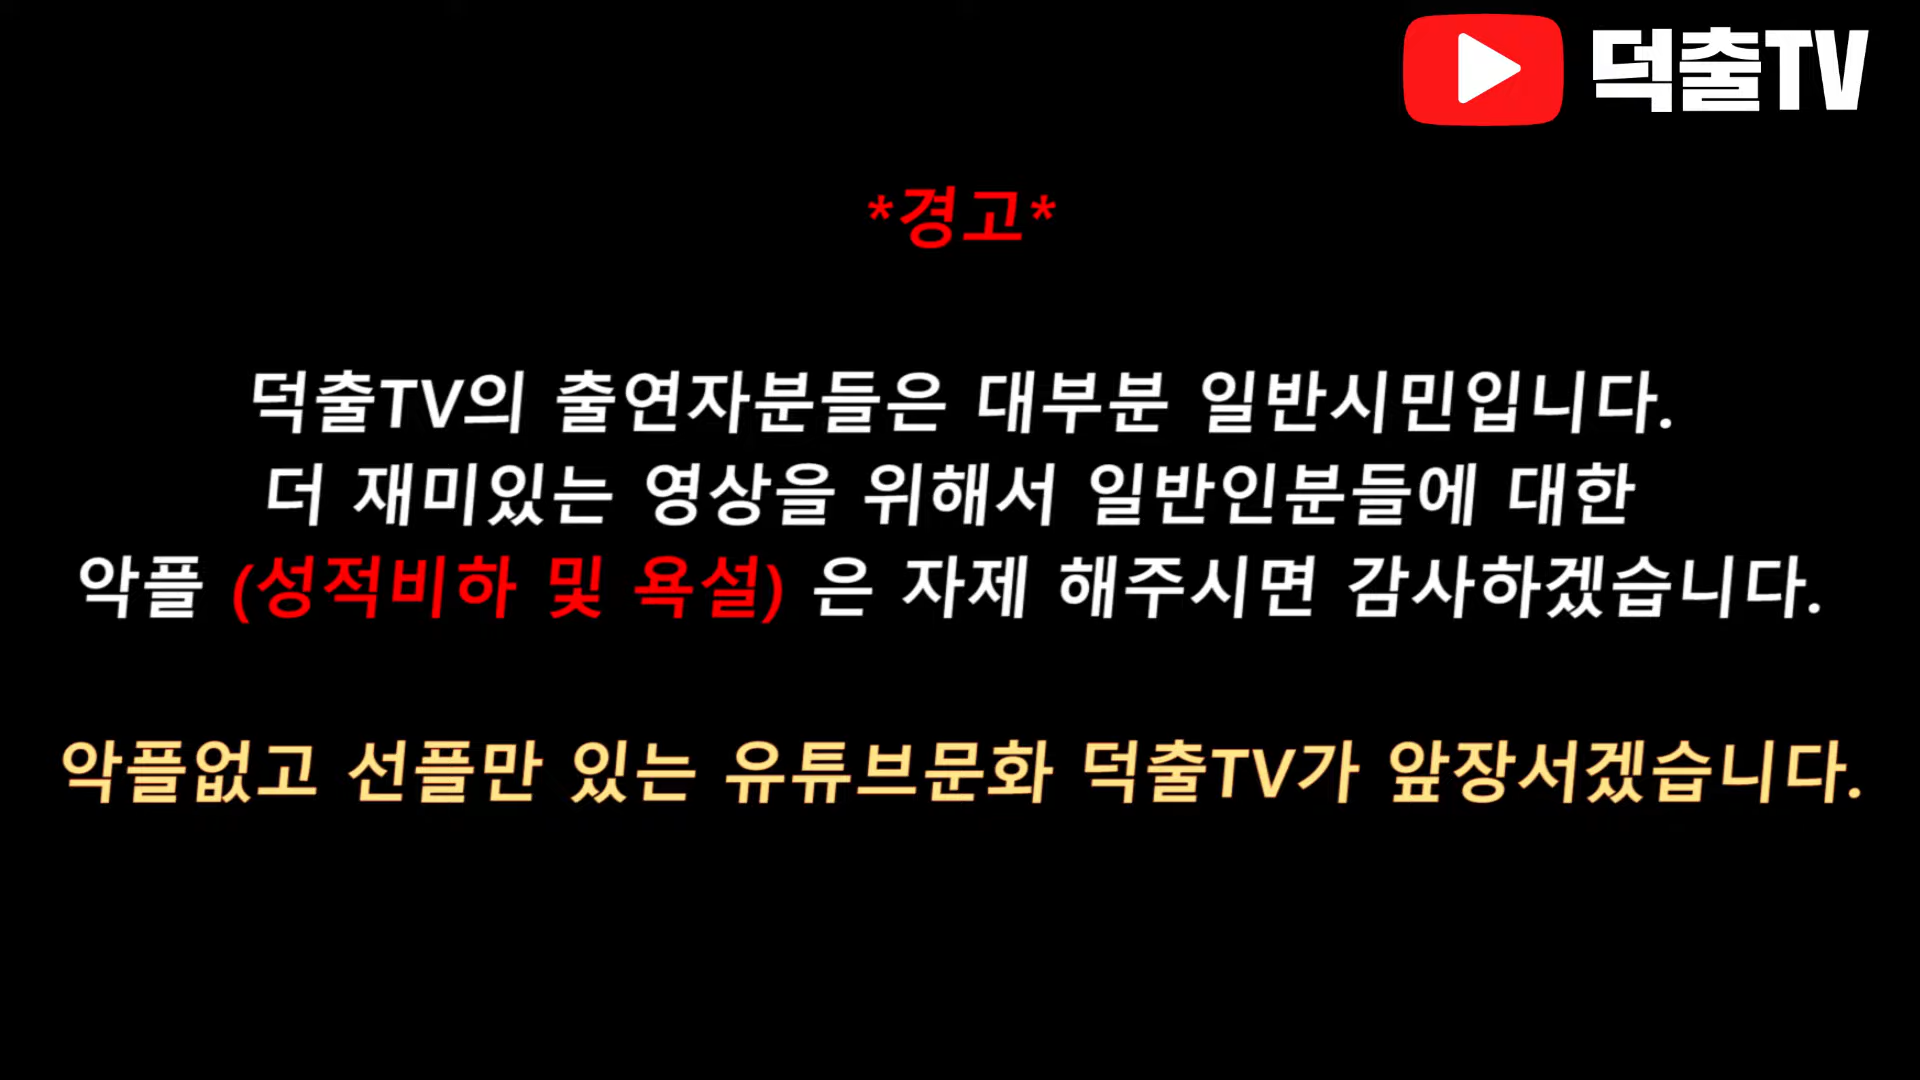 덕출TV
*경고*
덕출TV의 출연자분들은 대부분 일반시민입니다.
더 재미있는 영상을 위해서 일반인분들에 대한
악플 (성적비하 및 욕설) 은 자제 해주시면 감사하겠습니다.
악플없고 선플만 있는 유튜브문화 덕출TV가 앞장서겠습니다.